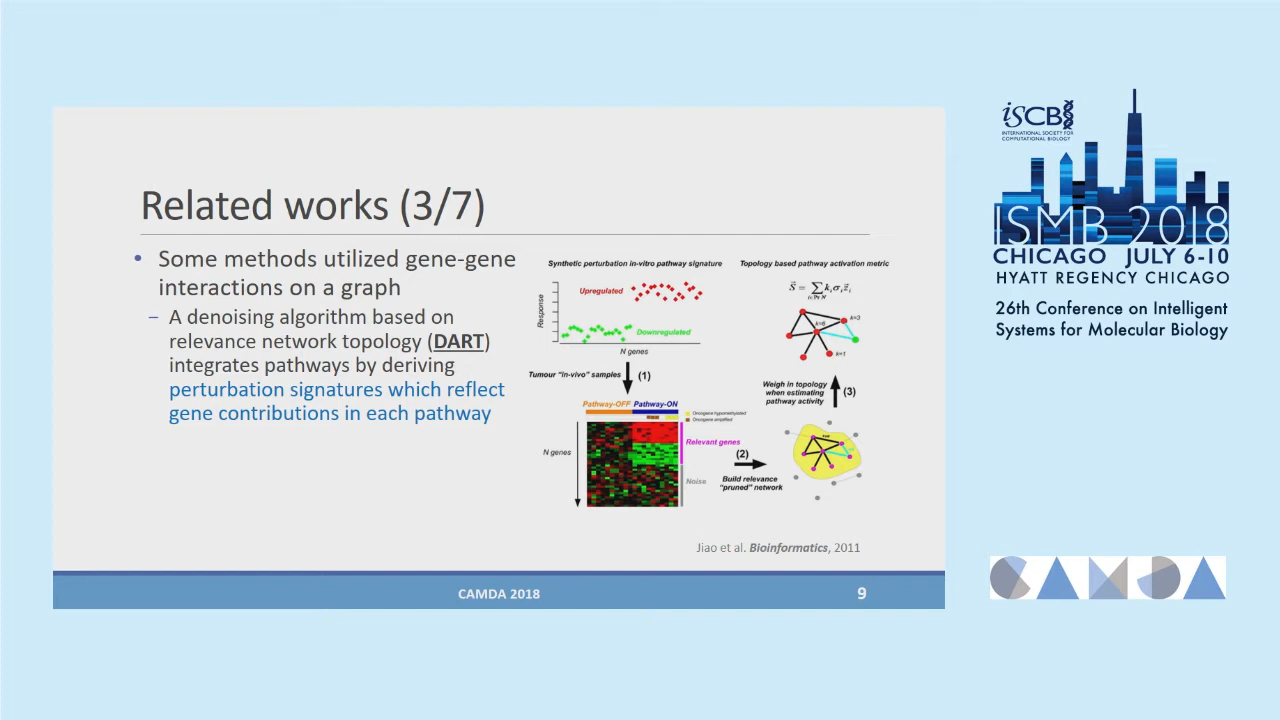 Related works (3/7)
• Some methods utilized gene-gene
interactions on a graph
– A denoising algorithm based on
relevance network topology (DART)
integrates pathways by deriving
perturbation signatures which reflect
gene contributions in each pathway
Synthetic perturbation in-vitro pathway signature
Response
Upregulated
Downregulated
N genes
Tumour "in-vivo" samples
(1)
Pathway-OFF Pathway-ON
Oncogene hypomethylated
Oncogene amplified
N genes
Relevant genes
Noise
(2)
Build relevance
"pruned" network
Topology based pathway activation metric
k=3
k=6
k=1
Weigh in topology
when estimating
pathway activity
(3)
Jiao et al. Bioinformatics, 2011
CAMDA 2018
9
iSCB
INTERNATIONAL SOCIETY FOR
COMPUTATIONAL BIOLOGY
ISMB 2018
CHICAGO JULY 6-10
HYATT REGENCY CHICAGO
26th Conference on Intelligent
Systems for Molecular Biology
CAMDA